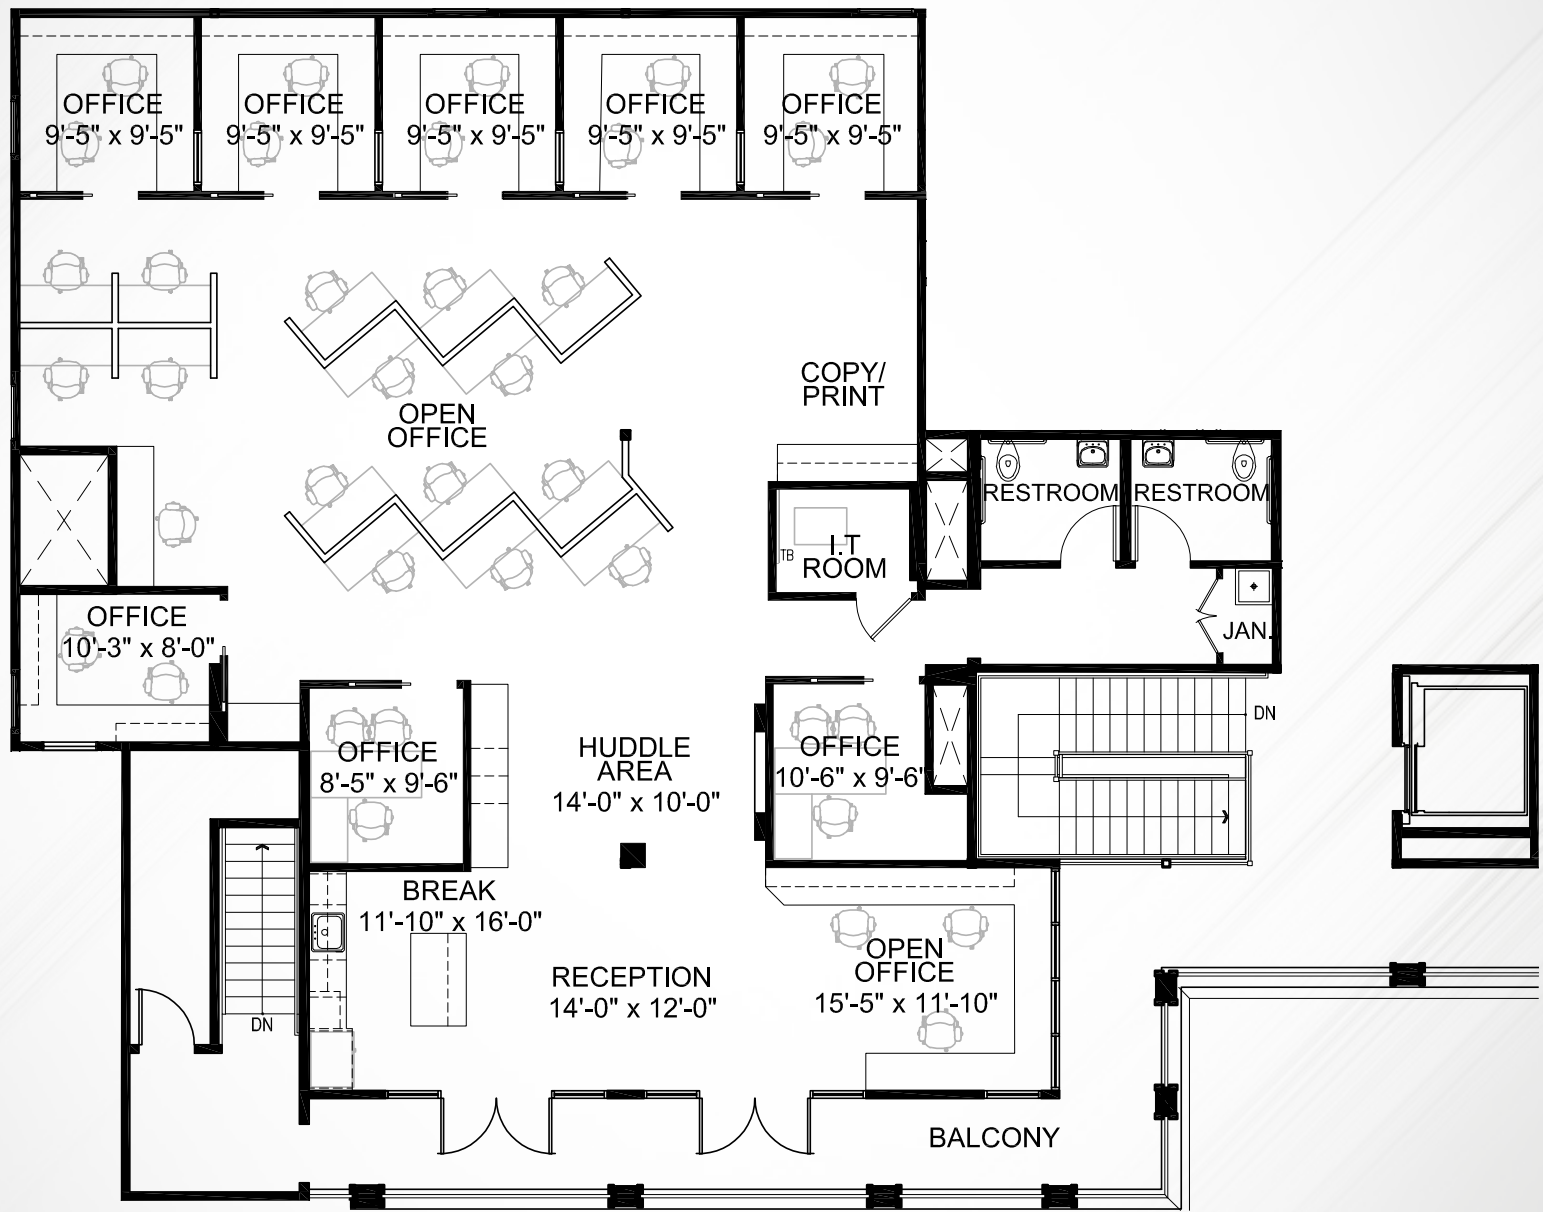 OFFICE
9'-5" x 9'-5"
OFFICE
9'-5" x 9'-5"
OFFICE
9'-5" x 9'-5"
OFFICE
9'-5" x 9'-5"
OFFICE
9'-5" x 9'-5"
COPY/
PRINT
OPEN
OFFICE
RESTROOM
RESTROOM
TB
I.T
ROOM
OFFICE
10'-3" x 8'-0"
JAN.
DN
OFFICE
8'-5" x 9'-6"
HUDDLE
AREA
14'-0" x 10'-0"
OFFICE
10'-6" x 9'-6"
BREAK
11'-10" x 16'-0"
RECEPTION
14'-0" x 12'-0"
OPEN
OFFICE
15'-5" x 11'-10"
DN
BALCONY